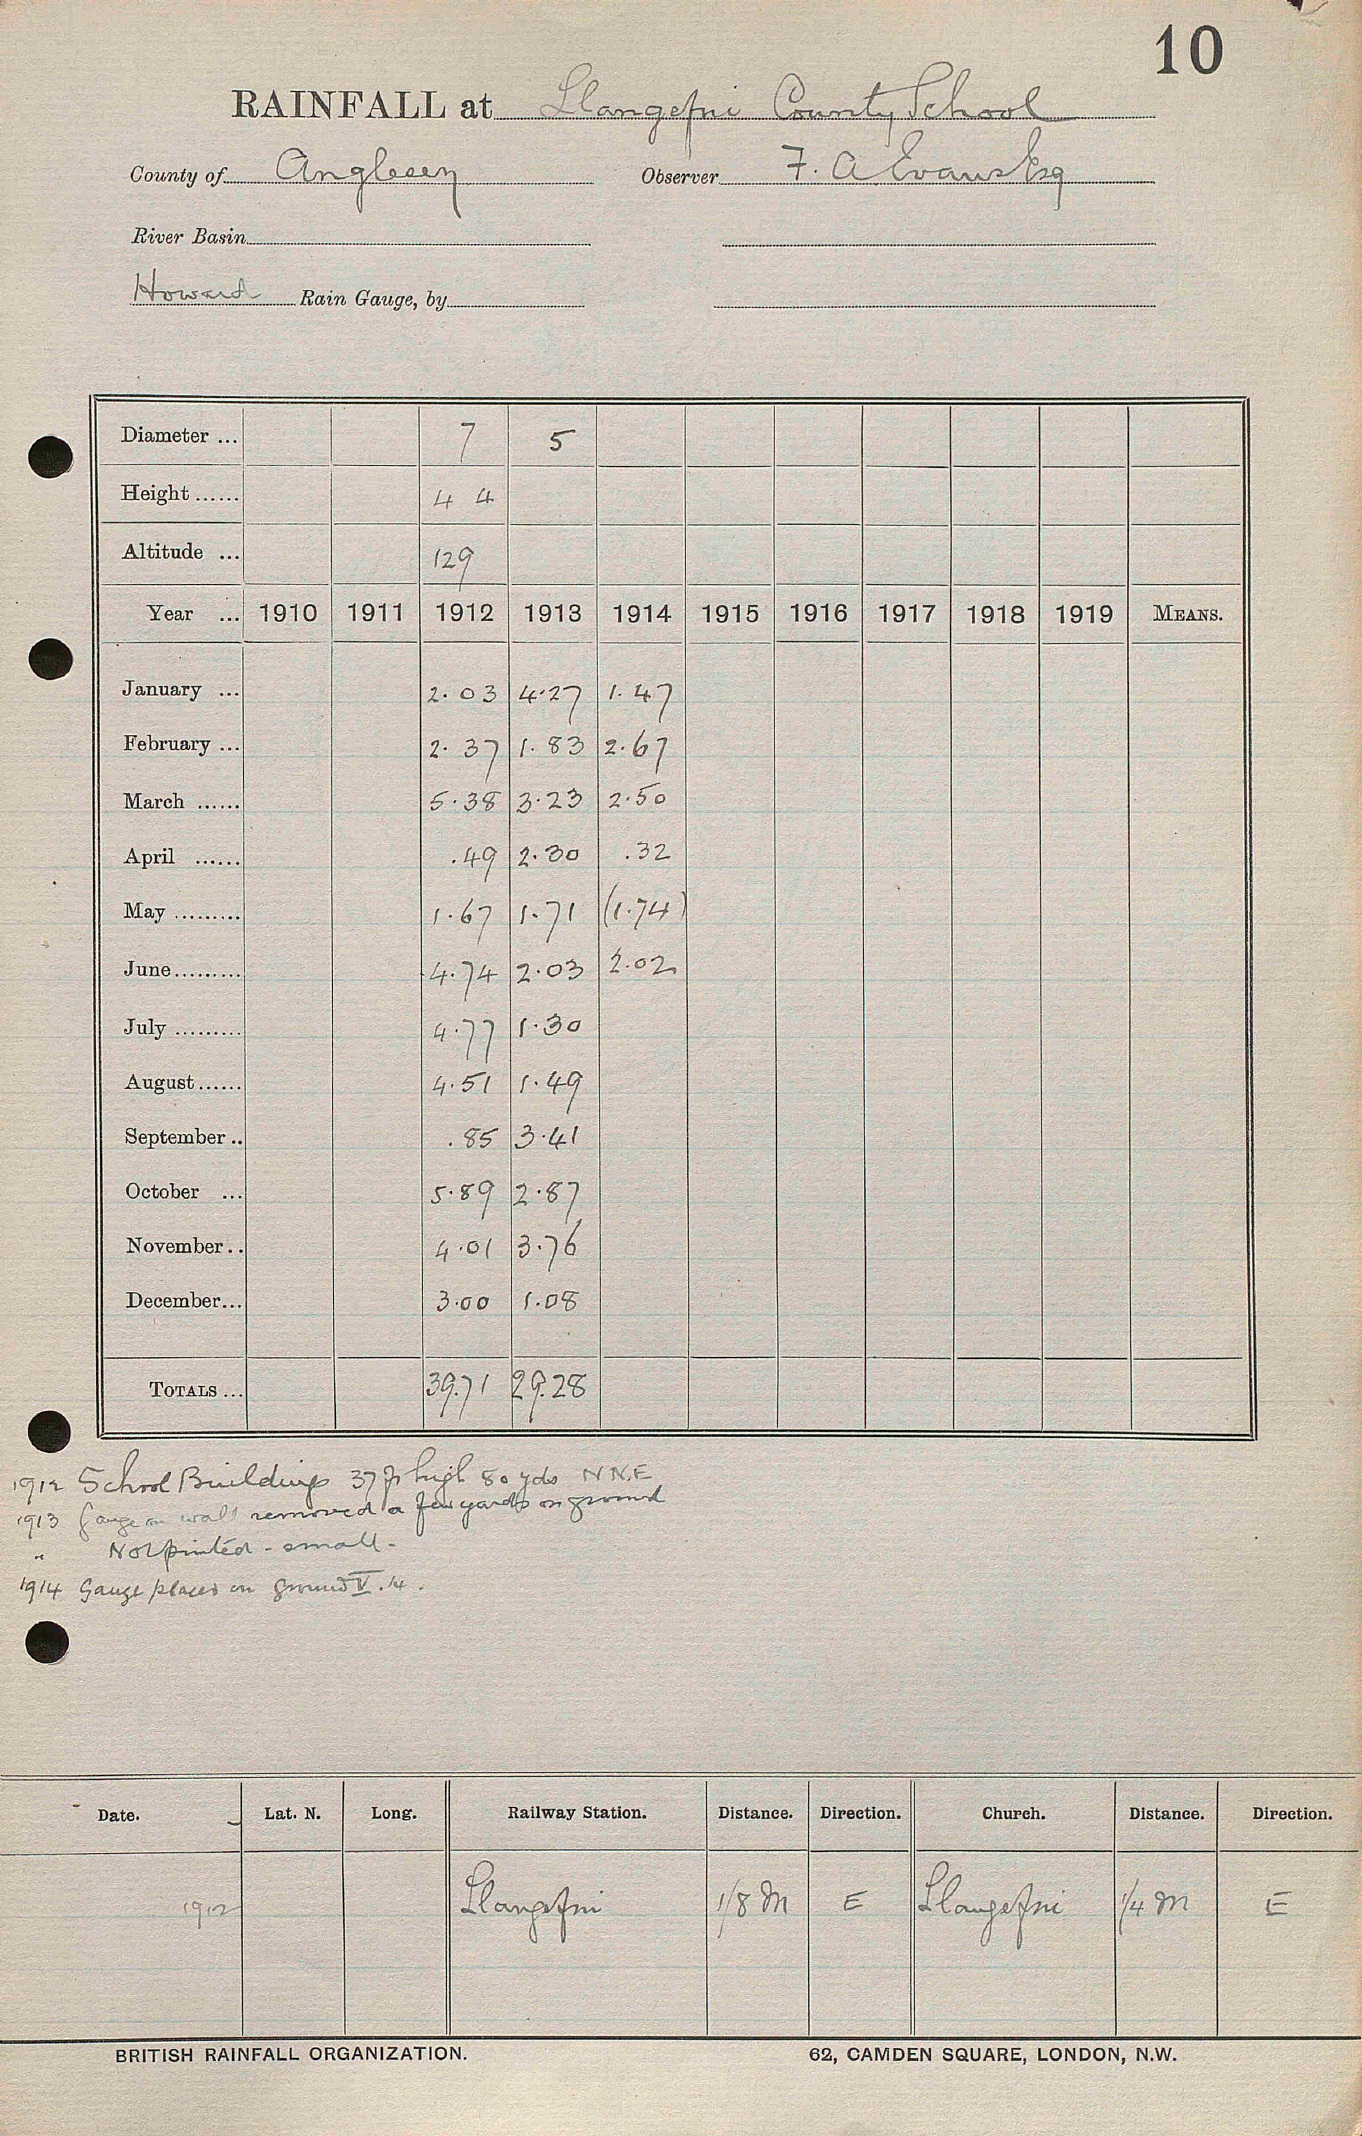 10
RAINFALL at Llangefni County School
County of Anglesey Observer F. A Evans Esq
River Basin
Howard Rain Gauge, by
Diameter ... 7 5
Height ...... 4 4
Altitude ... 129
Year ... 1910 1911 1912 1913 1914 1915 1916 1917 1918 1919 MEANS.
January ... 2.03 4.27 1.47
February ... 2.37 1.83 2.67
March ...... 5.38 3.23 2.50
April ...... .49 2.30 .32
May ......... 1.67 1.71 (1.74)
June ......... 4.74 2.03 2.02
July ......... 4.77 1.30
August ...... 4.51 1.49
September .. .85 3.41
October ... 5.89 2.87
November .. 4.01 3.76
December ... 3.00 1.08
TOTALS ... 39.71 29.28
1912 School Buildings 37 ft high 80 yds N N.E
1913 Gauge on wall removed a few yards on ground
" Not printed - small -
1914 Gauge placed on ground V. 14.
Date. Lat. N. Long. Railway Station. Distance. Direction. Church. Distance. Direction.
1912 Llangefni 1/8 M E Llangefni 1/4 M E
BRITISH RAINFALL ORGANIZATION. 62, CAMDEN SQUARE, LONDON, N.W.